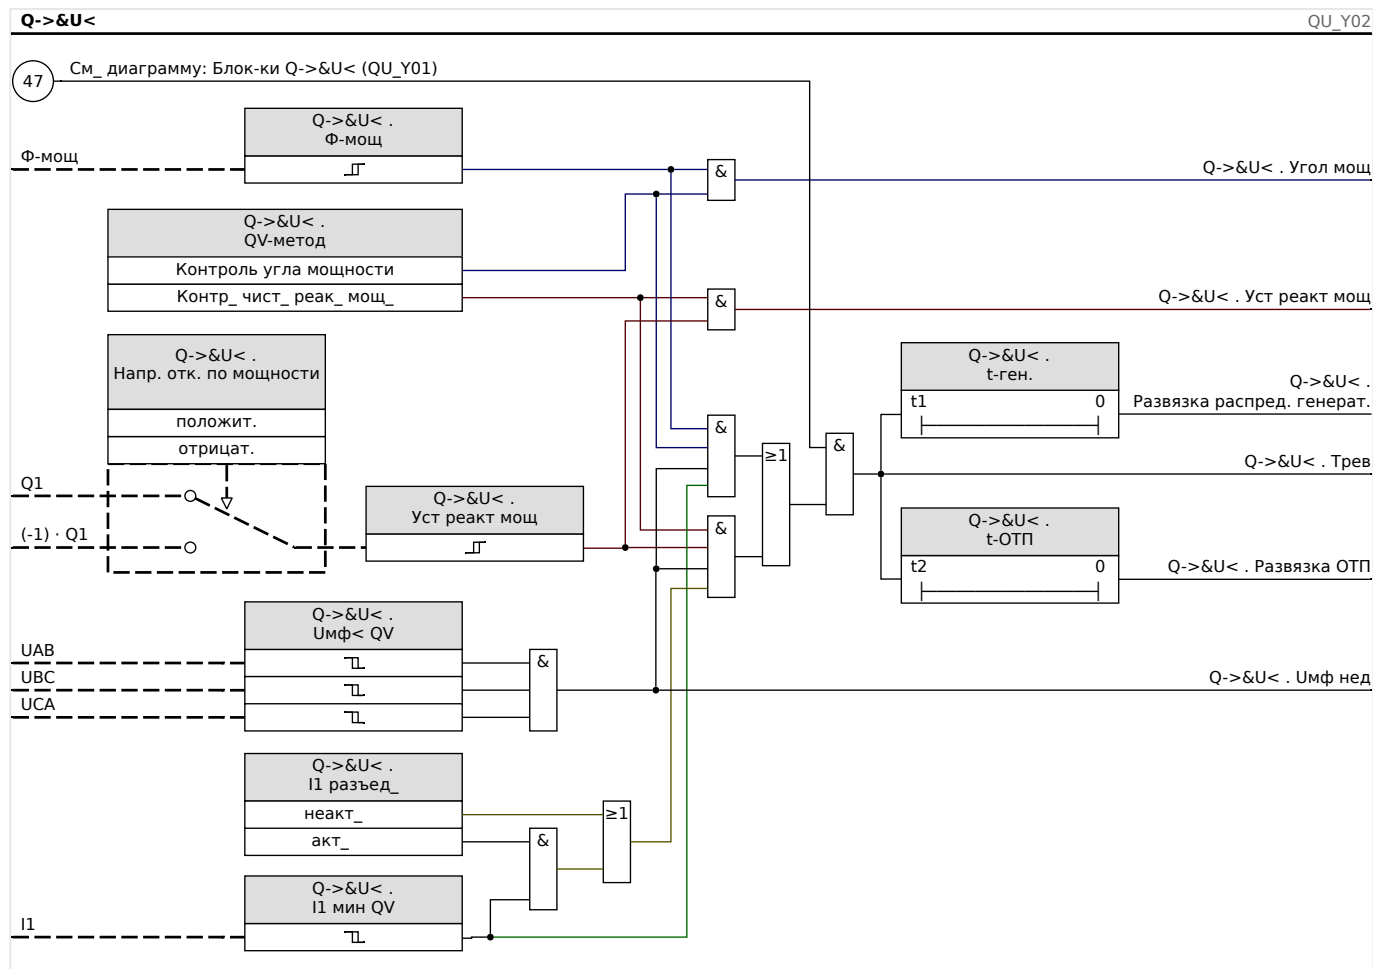 Q->&U<
QU_Y02
47
См_ диаграмму: Блок-ки Q->&U< (QU_Y01)
Q->&U< .
Ф-мощ
Ф-мощ
&
Q->&U< . Угол мощ
Q->&U< .
QV-метод
Контроль угла мощности
Контр_ чист_ реак_ мощ_
&
Q->&U< . Уст реакт мощ
Q->&U< .
Напр. отк. по мощности
положит.
отрицат.
Q->&U< .
t-ген.
t1
0
Q->&U< .
Развязка распред. генерат.
&
≥1
&
Q->&U< . Трев
Q1
(-1) · Q1
Q->&U< .
Уст реакт мощ
&
Q->&U< .
t-ОТП
t2
0
Q->&U< . Развязка ОТП
Q->&U< .
Uмф< QV
UAB
UBC
UCA
&
Q->&U< . Uмф нед
Q->&U< .
I1 разъед_
неакт_
акт_
&
≥1
Q->&U< .
I1 мин QV
I1